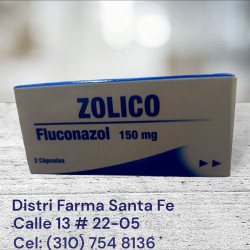 ZOLICO
Fluconazol 150 mg
2 Cápsulas
Distri Farma Santa Fe
Calle 13 # 22-05
Cel: (310) 754 8136